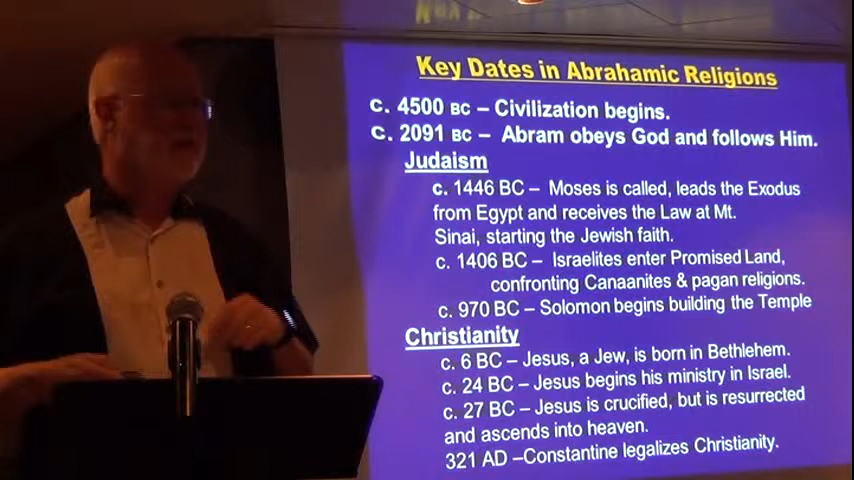 Key Dates in Abrahamic Religions
c. 4500 BC – Civilization begins.
c. 2091 BC – Abram obeys God and follows Him.
Judaism
c. 1446 BC – Moses is called, leads the Exodus
from Egypt and receives the Law at Mt.
Sinai, starting the Jewish faith.
c. 1406 BC – Israelites enter Promised Land,
confronting Canaanites & pagan religions.
c. 970 BC – Solomon begins building the Temple
Christianity
c. 6 BC – Jesus, a Jew, is born in Bethlehem.
c. 24 BC – Jesus begins his ministry in Israel.
c. 27 BC – Jesus is crucified, but is resurrected
and ascends into heaven.
321 AD –Constantine legalizes Christianity.